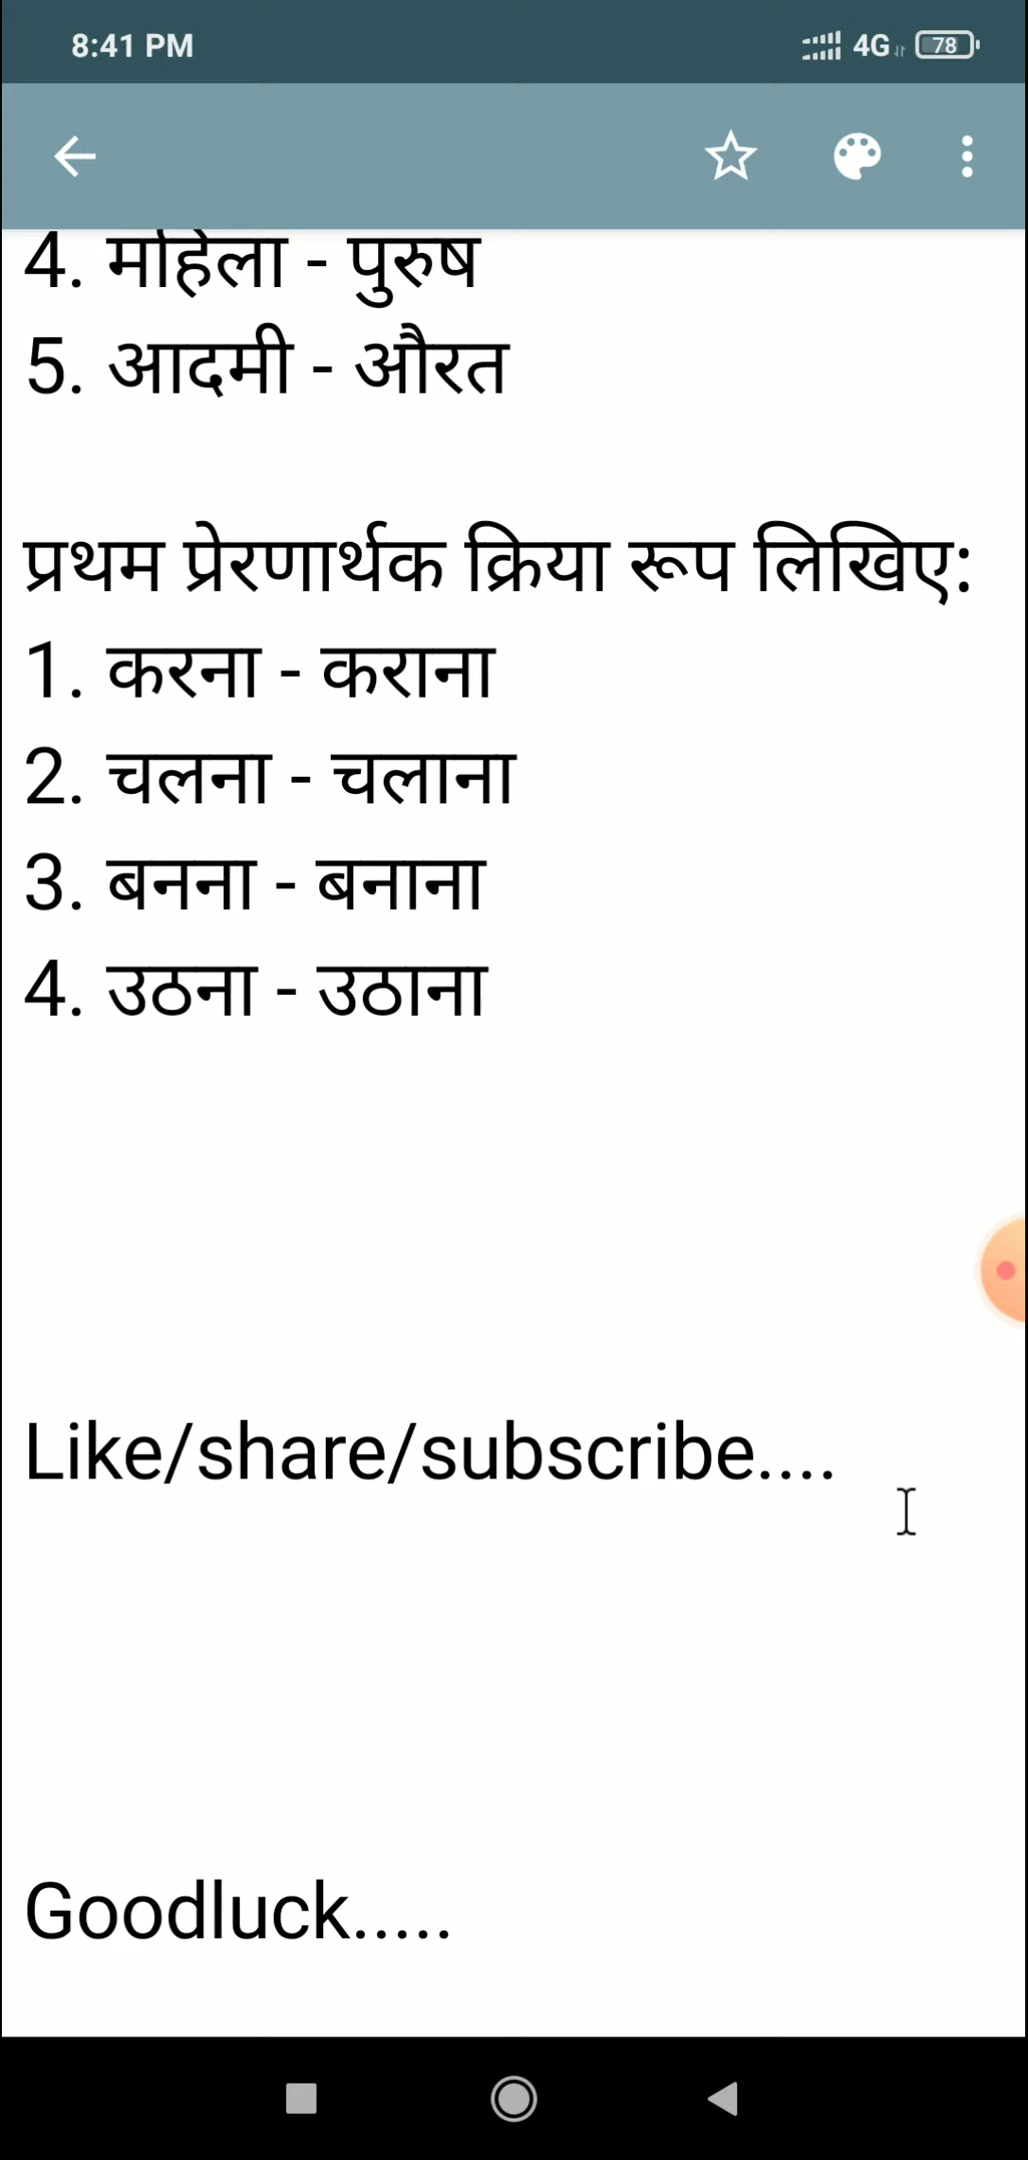 8:41 PM 4G 78
4. महिला - पुरुष
5. आदमी - औरत
प्रथम प्रेरणार्थक क्रिया रूप लिखिए:
1. करना - कराना
2. चलना - चलाना
3. बनना - बनाना
4. उठना - उठाना
Like/share/subscribe....
Goodluck.....